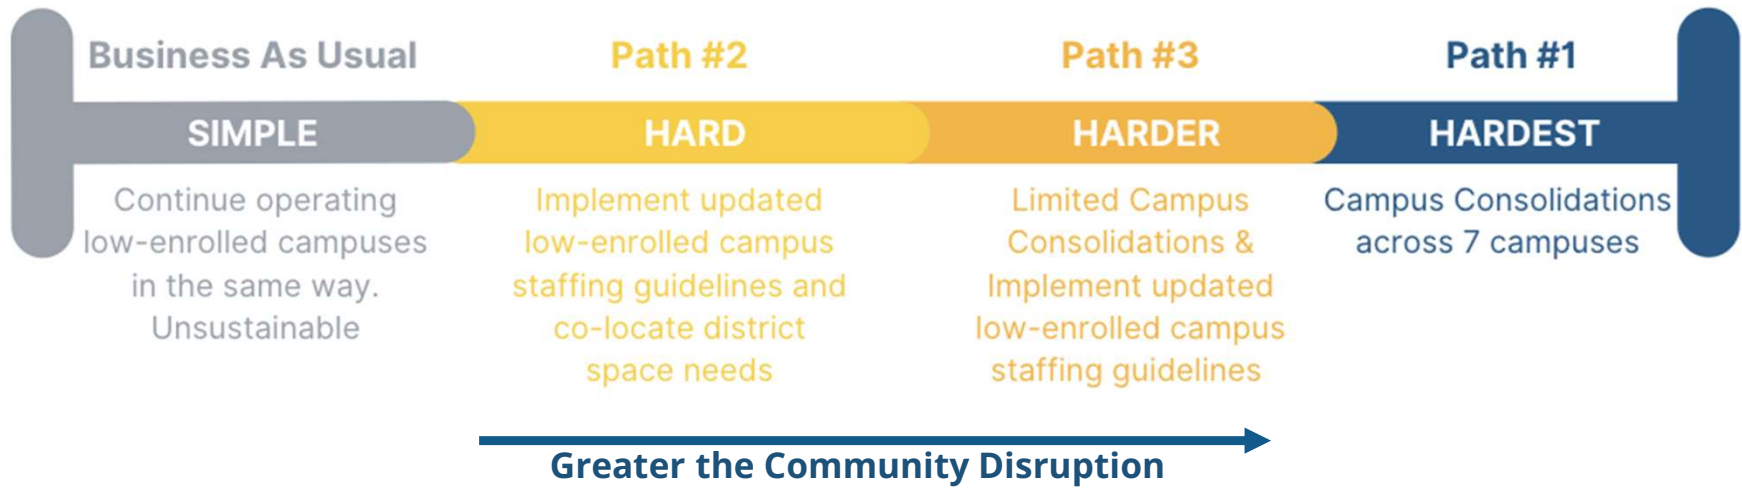 Business As Usual
SIMPLE
Continue operating
low-enrolled campuses
in the same way.
Unsustainable
Path #2
HARD
Implement updated
low-enrolled campus
staffing guidelines and
co-locate district
space needs
Path #3
HARDER
Limited Campus
Consolidations &
Implement updated
low-enrolled campus
staffing guidelines
Path #1
HARDEST
Campus Consolidations
across 7 campuses
Greater the Community Disruption